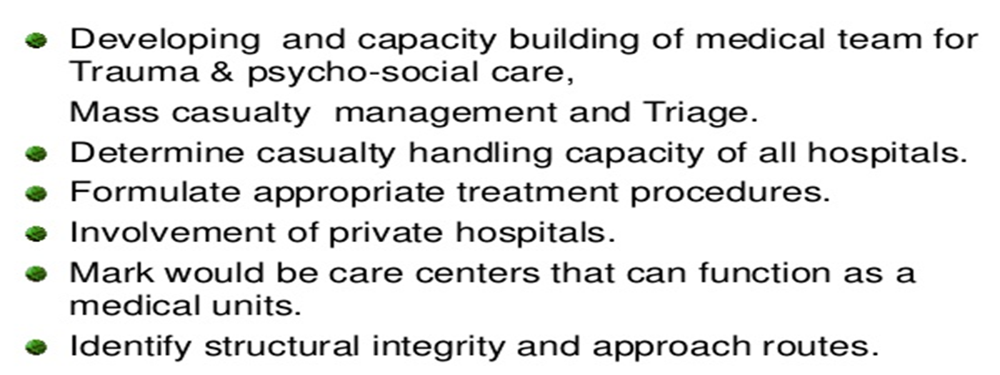 Developing and capacity building of medical team for
Trauma & psycho-social care,
Mass casualty management and Triage.
Determine casualty handling capacity of all hospitals.
Formulate appropriate treatment procedures.
Involvement of private hospitals.
Mark would be care centers that can function as a
medical units.
Identify structural integrity and approach routes.